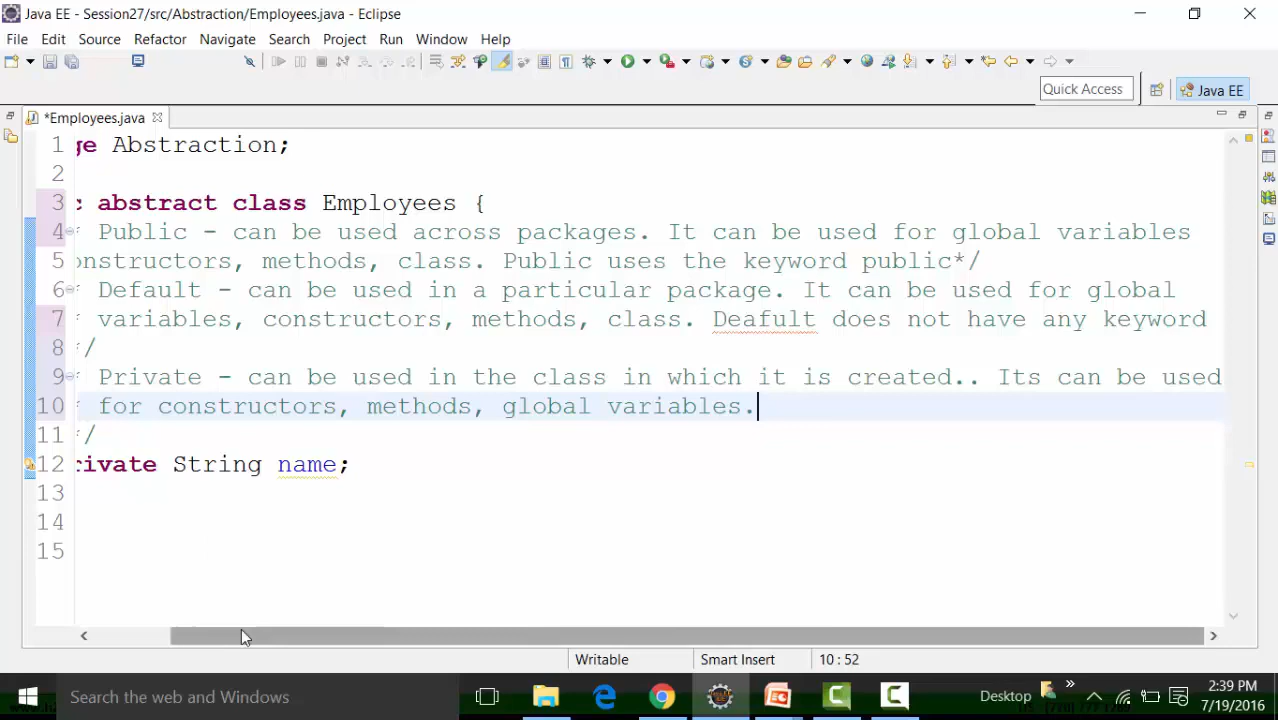 Java EE - Session27/src/Abstraction/Employees.java - Eclipse
File Edit Source Refactor Navigate Search Project Run Window Help
Quick Access
Java EE
*Employees.java
1 ge Abstraction;
2
3 c abstract class Employees {
4 * Public - can be used across packages. It can be used for global variables
5 onstructors, methods, class. Public uses the keyword public*/
6 * Default - can be used in a particular package. It can be used for global
7 * variables, constructors, methods, class. Deafult does not have any keyword
8 */
9 * Private - can be used in the class in which it is created.. Its can be used
10 * for constructors, methods, global variables.
11 */
12 rivate String name;
13
14
15
Writable Smart Insert 10 : 52
Search the web and Windows
Desktop
2:39 PM
7/19/2016